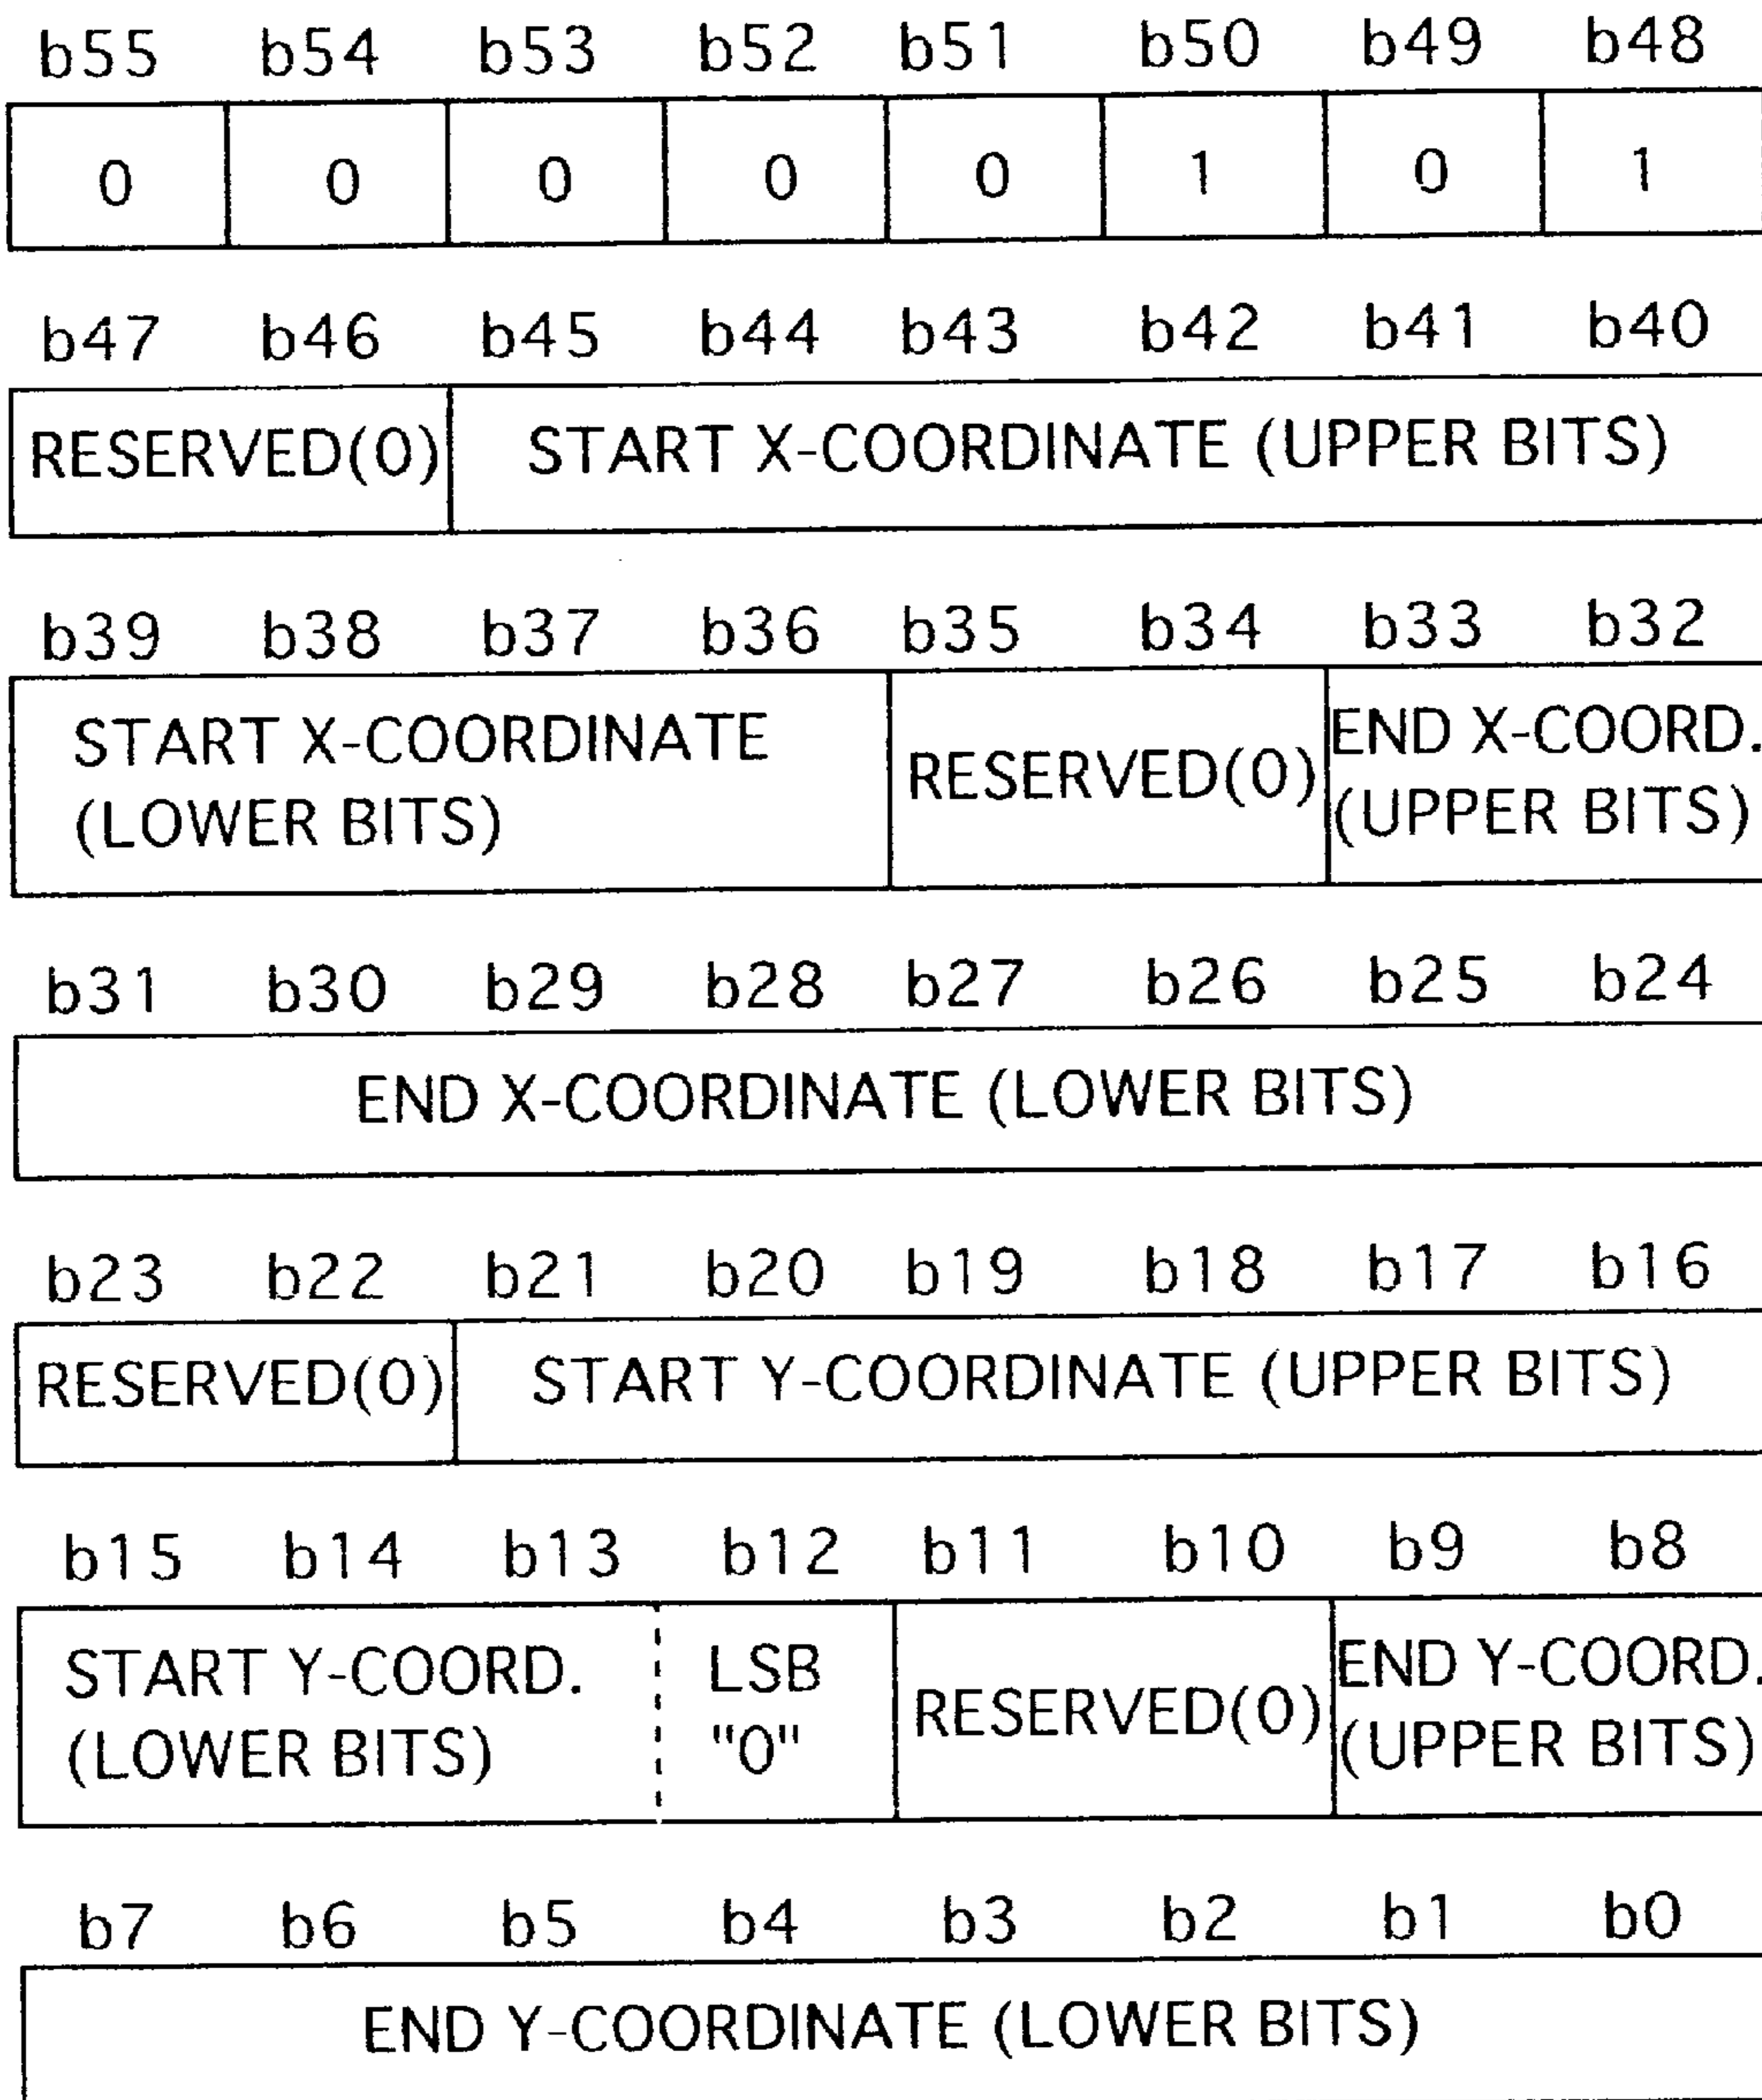 b55 b54 b53 b52 b51 b50 b49 b48
0 0 0 0 0 1 0 1
b47 b46 b45 b44 b43 b42 b41 b40
RESERVED(0) START X-COORDINATE (UPPER BITS)
b39 b38 b37 b36 b35 b34 b33 b32
START X-COORDINATE
(LOWER BITS)
RESERVED(0)
END X-COORD.
(UPPER BITS)
b31 b30 b29 b28 b27 b26 b25 b24
END X-COORDINATE (LOWER BITS)
b23 b22 b21 b20 b19 b18 b17 b16
RESERVED(0) START Y-COORDINATE (UPPER BITS)
b15 b14 b13 b12 b11 b10 b9 b8
START Y-COORD.
(LOWER BITS)
LSB
"0"
RESERVED(0)
END Y-COORD.
(UPPER BITS)
b7 b6 b5 b4 b3 b2 b1 b0
END Y-COORDINATE (LOWER BITS)